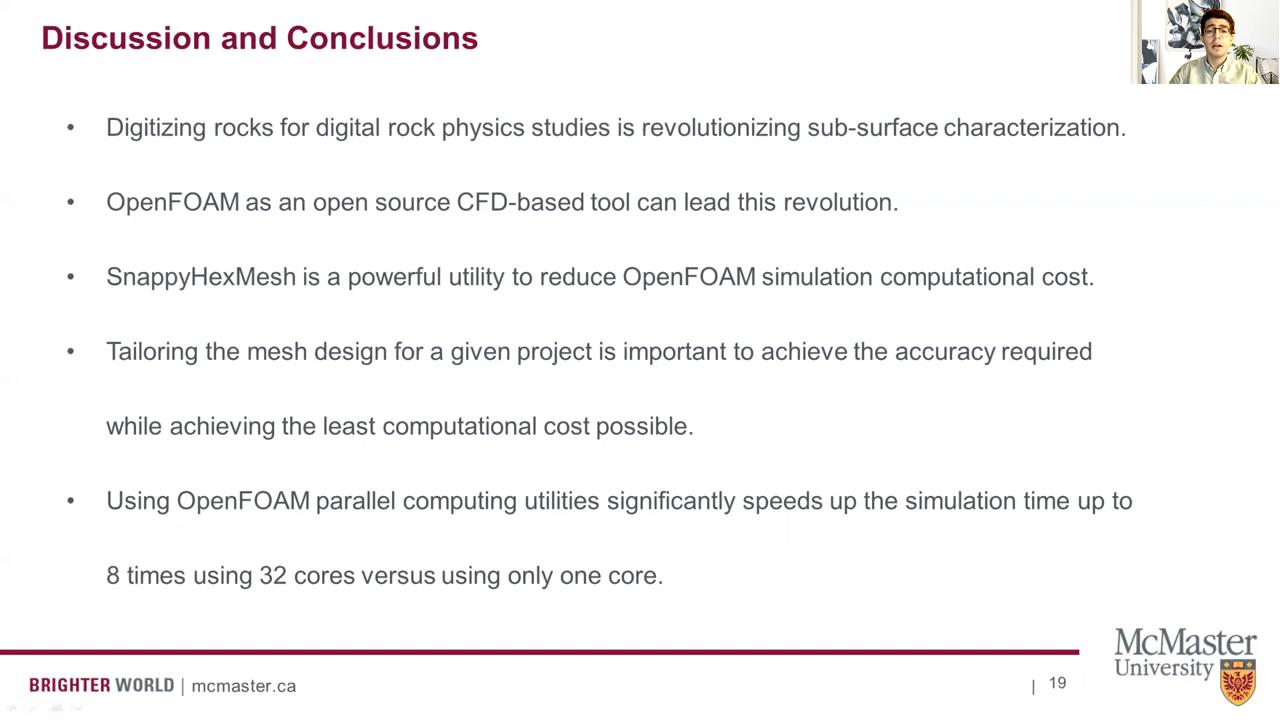 Discussion and Conclusions
• Digitizing rocks for digital rock physics studies is revolutionizing sub-surface characterization.
• OpenFOAM as an open source CFD-based tool can lead this revolution.
• SnappyHexMesh is a powerful utility to reduce OpenFOAM simulation computational cost.
• Tailoring the mesh design for a given project is important to achieve the accuracy required
while achieving the least computational cost possible.
• Using OpenFOAM parallel computing utilities significantly speeds up the simulation time up to
8 times using 32 cores versus using only one core.
McMaster
University
BRIGHTER WORLD | mcmaster.ca
| 19